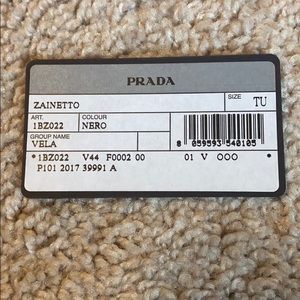 PRADA
ZAINETTO
SIZE
TU
ART.
COLOUR
1BZ022
NERO
GROUP NAME
VELA
8 059593 540105
*1BZ022 V44 F0002 00 01 V OOO *
P101 2017 39991 A